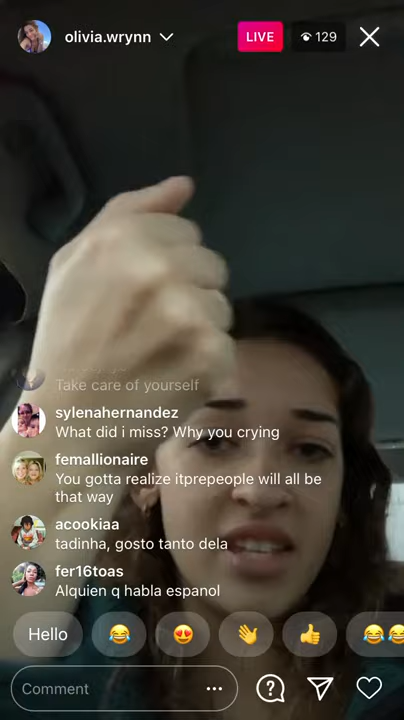 olivia.wrynn
LIVE
129
Take care of yourself
sylenahernandez
What did i miss? Why you crying
femallionaire
You gotta realize itprepeople will all be
that way
acookiaa
tadinha, gosto tanto dela
fer16toas
Alquien q habla espanol
Hello
Comment